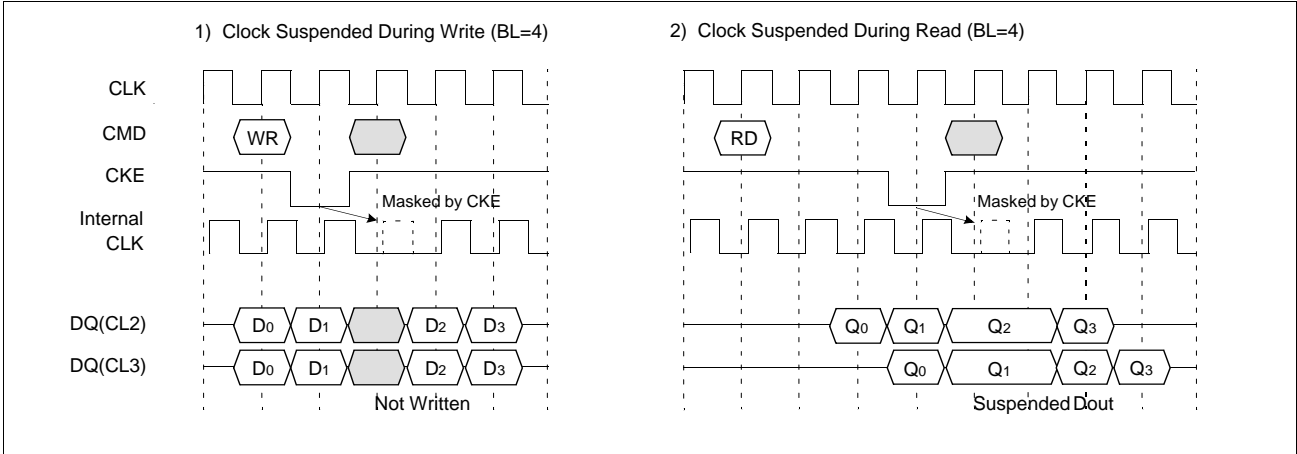 1) Clock Suspended During Write (BL=4)
2) Clock Suspended During Read (BL=4)
CLK
CMD
WR
RD
CKE
Masked by CKE
Masked by CKE
Internal
CLK
DQ(CL2)
D0 D1 D2 D3
Q0 Q1 Q2 Q3
DQ(CL3)
D0 D1 D2 D3
Q0 Q1 Q2 Q3
Not Written
Suspended Dout